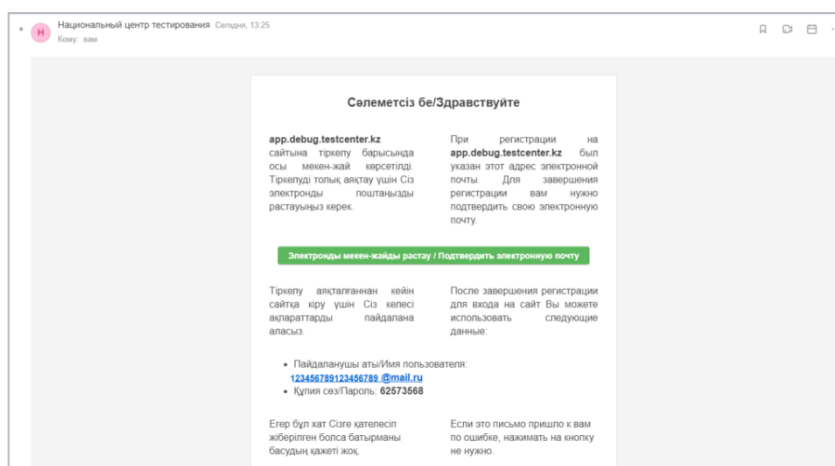 Национальный центр тестирования Сегодня, 13:25
Н
Кому: вам
Сәлеметсіз бе/Здравствуйте
app.debug.testcenter.kz
сайтына тіркелу барысында
осы мекен-жай көрсетілді.
Тіркелуді толық аяқтау үшін Сіз
электронды поштаңызды
растауыңыз керек.
При регистрации на
app.debug.testcenter.kz был
указан этот адрес электронной
почты. Для завершения
регистрации вам нужно
подтвердить свою электронную
почту.
Электронды мекен-жайды растау / Подтвердить электронную почту
Тіркелу аяқталғаннан кейін
сайтқа кіру үшін Сіз келесі
ақпараттарды пайдалана
аласыз.
После завершения регистрации
для входа на сайт Вы можете
использовать следующие
данные:
• Пайдаланушы аты/Имя пользователя:
123456789123456789 @mail.ru
• Құпия сөз/Пароль: 62573568
Егер бұл хат Сізге қателесіп
жіберілген болса батырманы
басудың қажеті жоқ.
Если это письмо пришло к вам
по ошибке, нажимать на кнопку
не нужно.